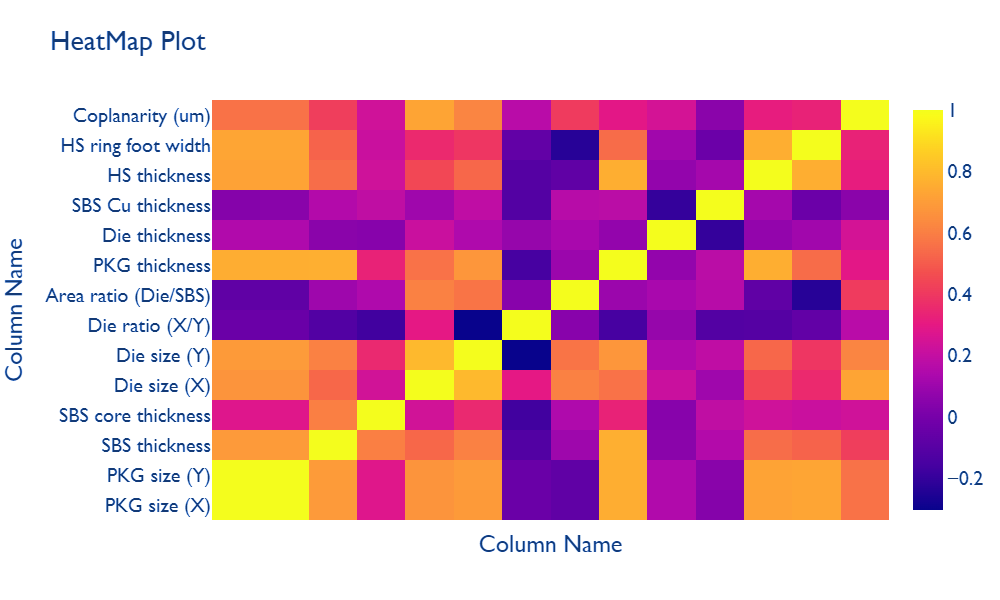 HeatMap Plot
Coplanarity (um)
HS ring foot width
HS thickness
SBS Cu thickness
Die thickness
PKG thickness
Area ratio (Die/SBS)
Die ratio (X/Y)
Die size (Y)
Die size (X)
SBS core thickness
SBS thickness
PKG size (Y)
PKG size (X)
Column Name
Column Name
1
0.8
0.6
0.4
0.2
0
−0.2